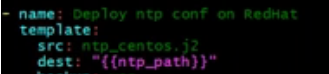 - name: Deploy ntp conf on RedHat
template:
src: ntp_centos.j2
dest: "{{ntp_path}}"